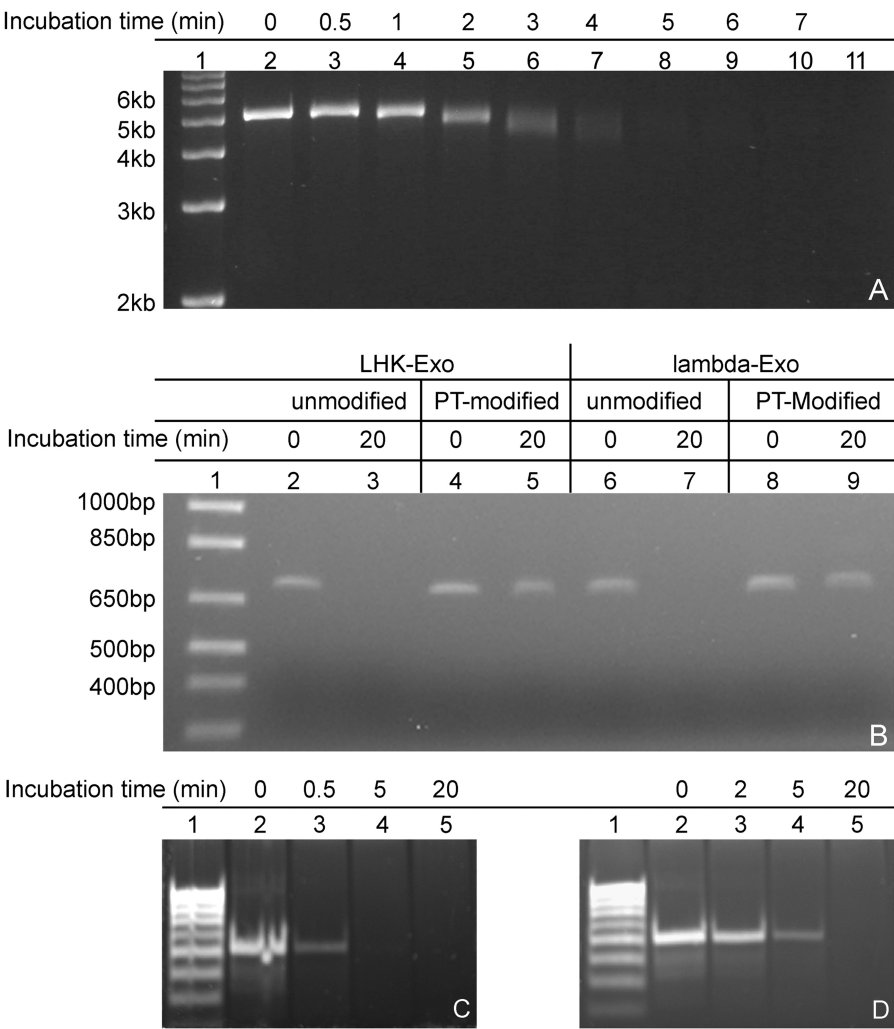 Incubation time (min) 0 0.5 1 2 3 4 5 6 7
1 2 3 4 5 6 7 8 9 10 11
6kb
5kb
4kb
3kb
2kb
A
LHK-Exo lambda-Exo
unmodified PT-modified unmodified PT-Modified
Incubation time (min) 0 20 0 20 0 20 0 20
1 2 3 4 5 6 7 8 9
1000bp
850bp
650bp
500bp
400bp
B
Incubation time (min) 0 0.5 5 20 0 2 5 20
1 2 3 4 5 1 2 3 4 5
C D